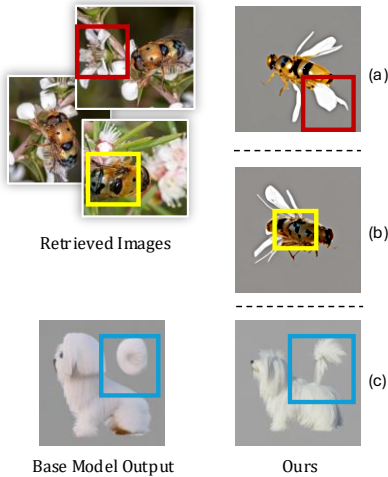 (a)
(b)
Retrieved Images
(c)
Base Model Output
Ours